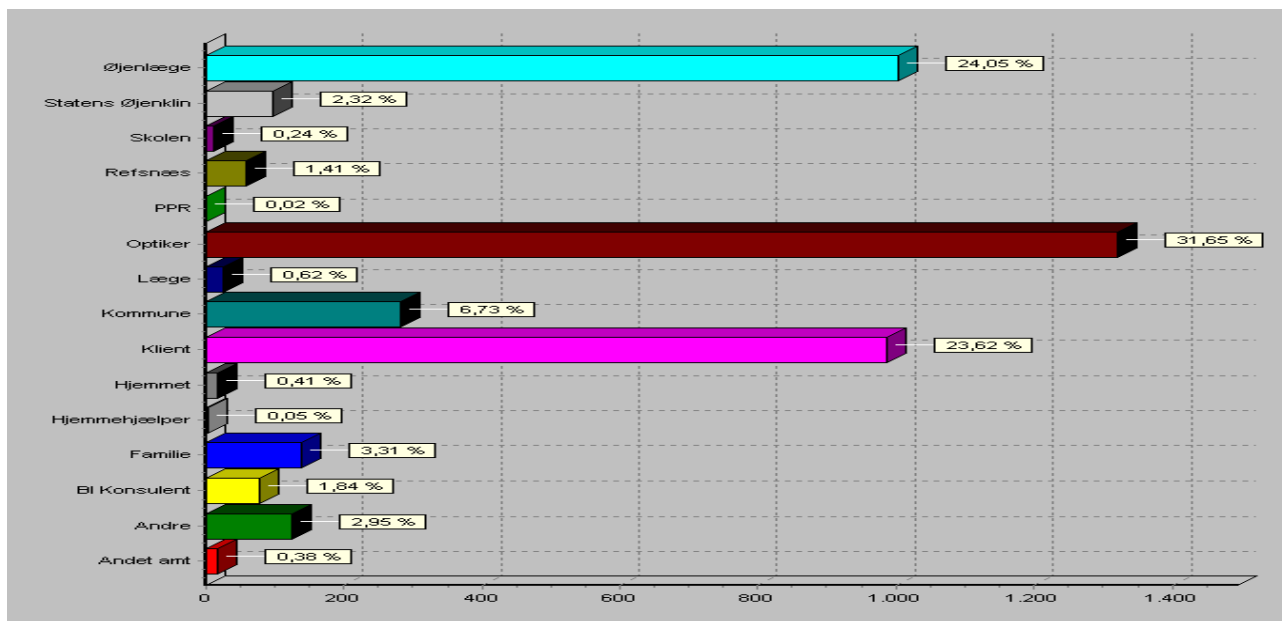 Øjenlæge 24,05 %
Statens Øjenklin 2,32 %
Skolen 0,24 %
Refsnæs 1,41 %
PPR 0,02 %
Optiker 31,65 %
Læge 0,62 %
Kommune 6,73 %
Klient 23,62 %
Hjemmet 0,41 %
Hjemmehjælper 0,05 %
Familie 3,31 %
BI Konsulent 1,84 %
Andre 2,95 %
Andet amt 0,38 %
0 200 400 600 800 1.000 1.200 1.400